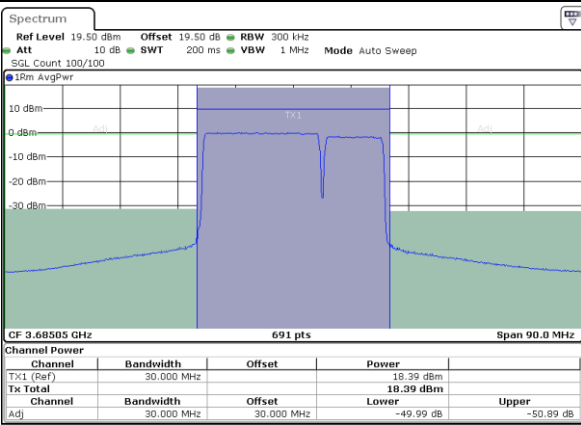 Spectrum
Ref Level 19.50 dBm Offset 19.50 dB RBW 300 kHz
Att 10 dB SWT 200 ms VBW 1 MHz Mode Auto Sweep
SGL Count 100/100
1Rm AvgPwr
10 dBm
TX1
0 dBm
Adj
Adj
-10 dBm
-20 dBm
-30 dBm
CF 3.68505 GHz 691 pts Span 90.0 MHz
Channel Power
Channel Bandwidth Offset Power
TX1 (Ref) 30.000 MHz 18.39 dBm
Tx Total 18.39 dBm
Channel Bandwidth Offset Lower Upper
Adj 30.000 MHz 30.000 MHz -49.99 dB -50.89 dB